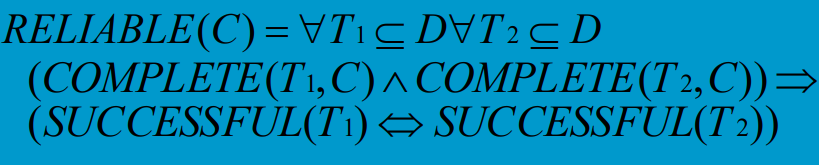 RELIABLE(C) = ∀T1 ⊆ D∀T2 ⊆ D
(COMPLETE(T1,C) ∧ COMPLETE(T2,C)) ⇒
(SUCCESSFUL(T1) ⇔ SUCCESSFUL(T2))